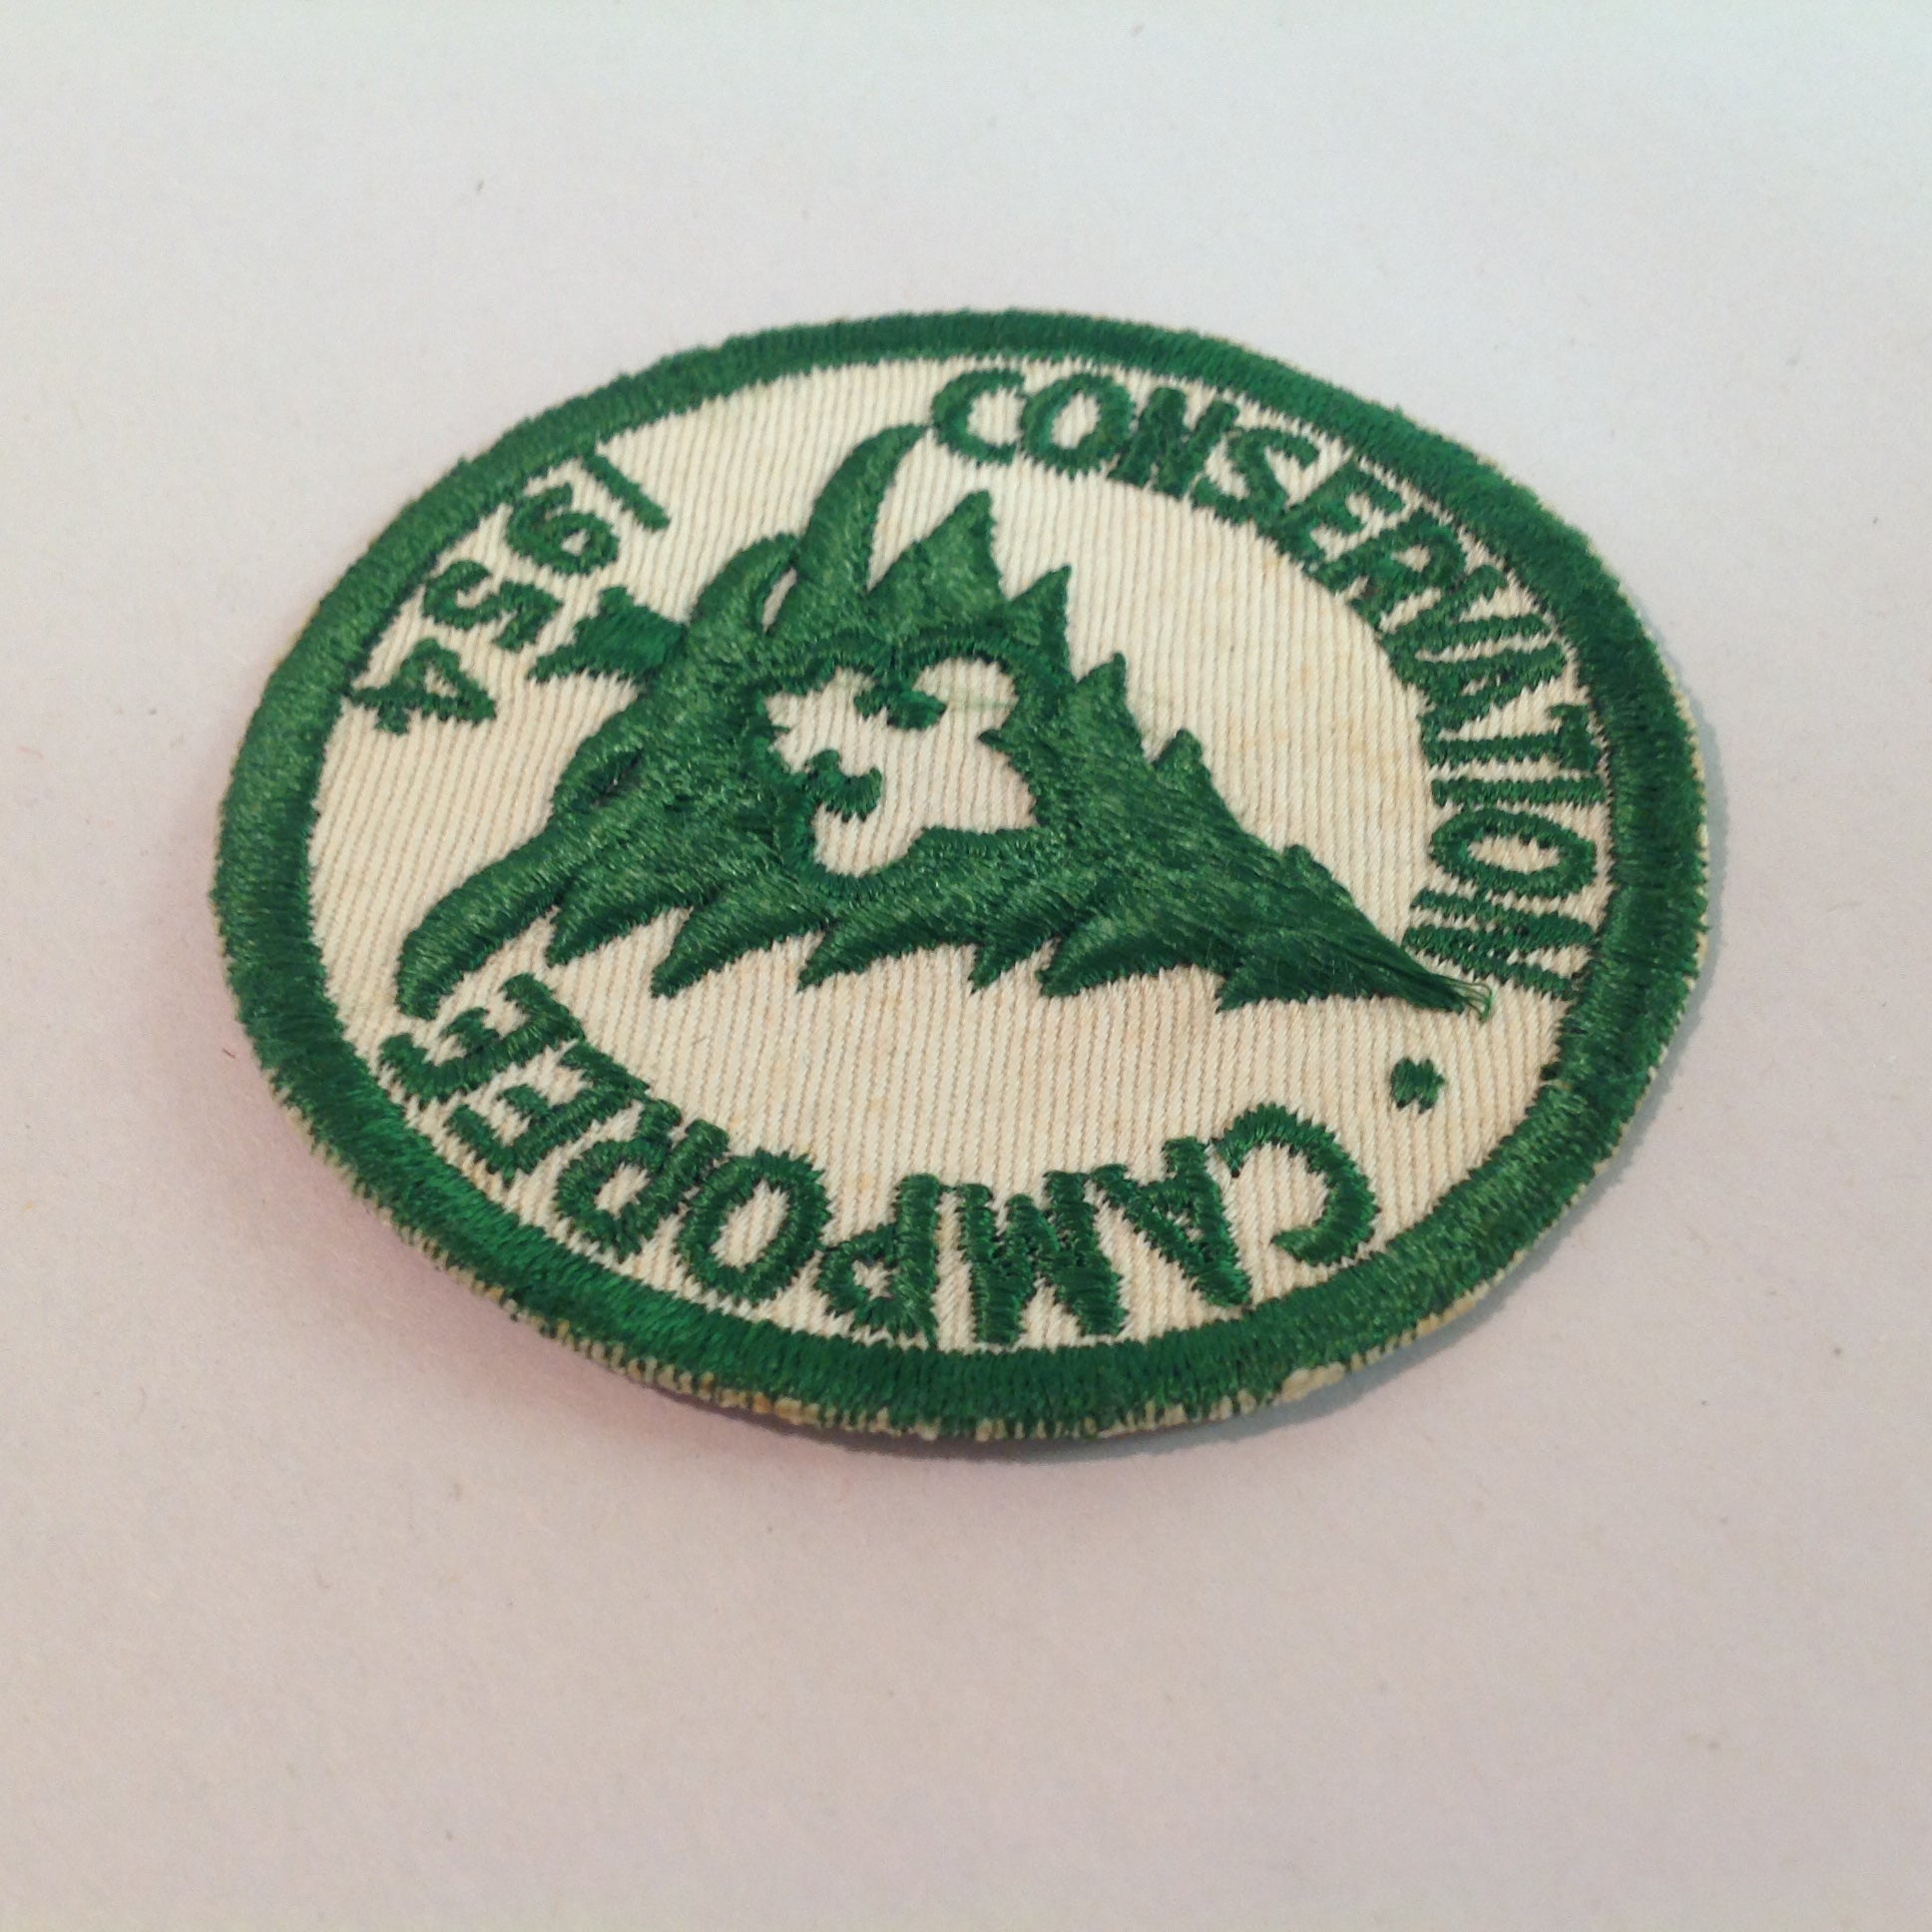 CONSERVATION • CAMPOREE
1954